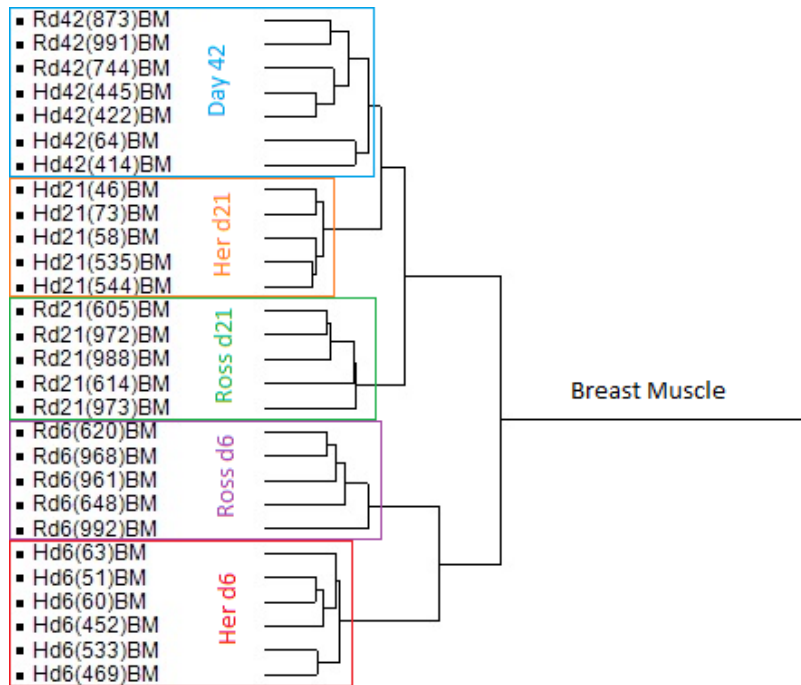 Rd42(873)BM
Rd42(991)BM
Rd42(744)BM
Hd42(445)BM
Hd42(422)BM
Hd42(64)BM
Hd42(414)BM
Day 42
Hd21(46)BM
Hd21(73)BM
Hd21(58)BM
Hd21(535)BM
Hd21(544)BM
Her d21
Rd21(605)BM
Rd21(972)BM
Rd21(988)BM
Rd21(614)BM
Rd21(973)BM
Ross d21
Rd6(620)BM
Rd6(968)BM
Rd6(961)BM
Rd6(648)BM
Rd6(992)BM
Ross d6
Hd6(63)BM
Hd6(51)BM
Hd6(60)BM
Hd6(452)BM
Hd6(533)BM
Hd6(469)BM
Her d6
Breast Muscle